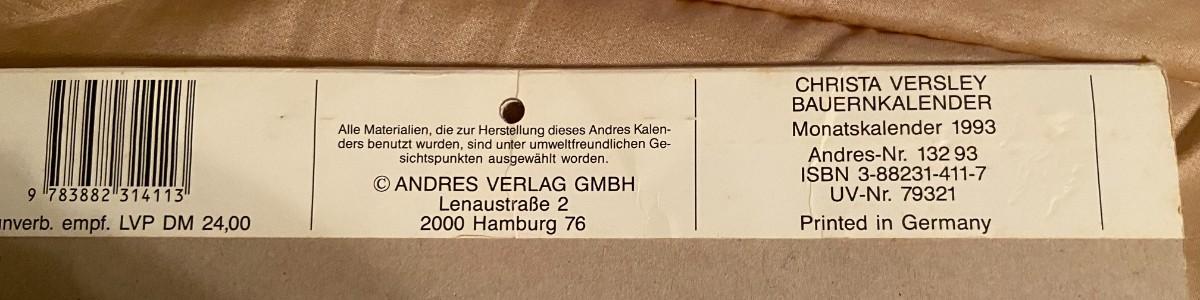 9 783882 314113
unverb. empf. LVP DM 24,00
Alle Materialien, die zur Herstellung dieses Andres Kalen-
ders benutzt wurden, sind unter umweltfreundlichen Ge-
sichtspunkten ausgewählt worden.
© ANDRES VERLAG GMBH
Lenaustraße 2
2000 Hamburg 76
CHRISTA VERSLEY
BAUERNKALENDER
Monatskalender 1993
Andres-Nr. 132 93
ISBN 3-88231-411-7
UV-Nr. 79321
Printed in Germany